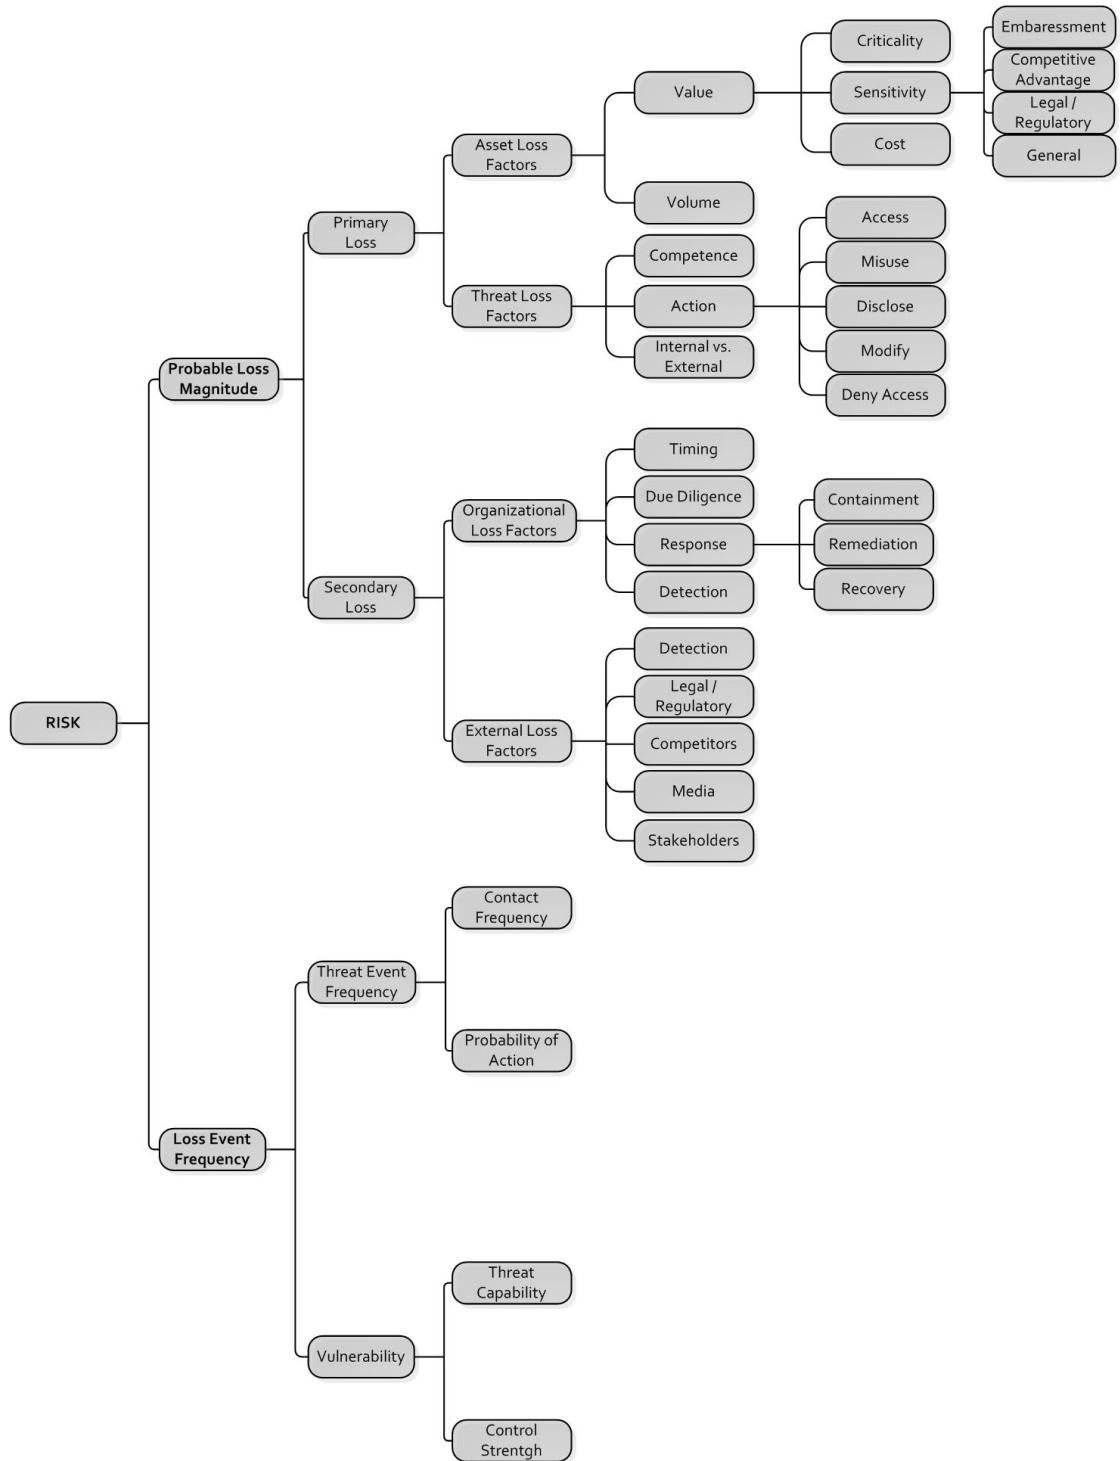 Embaressment
Criticality
Competitive
Advantage
Value
Sensitivity
Legal /
Regulatory
Cost
General
Asset Loss
Factors
Volume
Access
Primary
Loss
Competence
Misuse
Threat Loss
Factors
Action
Disclose
Internal vs.
External
Modify
Deny Access
Probable Loss
Magnitude
Timing
Due Diligence
Containment
Organizational
Loss Factors
Response
Remediation
Detection
Recovery
Secondary
Loss
Detection
Legal /
Regulatory
External Loss
Factors
Competitors
Media
Stakeholders
RISK
Contact
Frequency
Threat Event
Frequency
Probability of
Action
Loss Event
Frequency
Threat
Capability
Vulnerability
Control
Strentgh